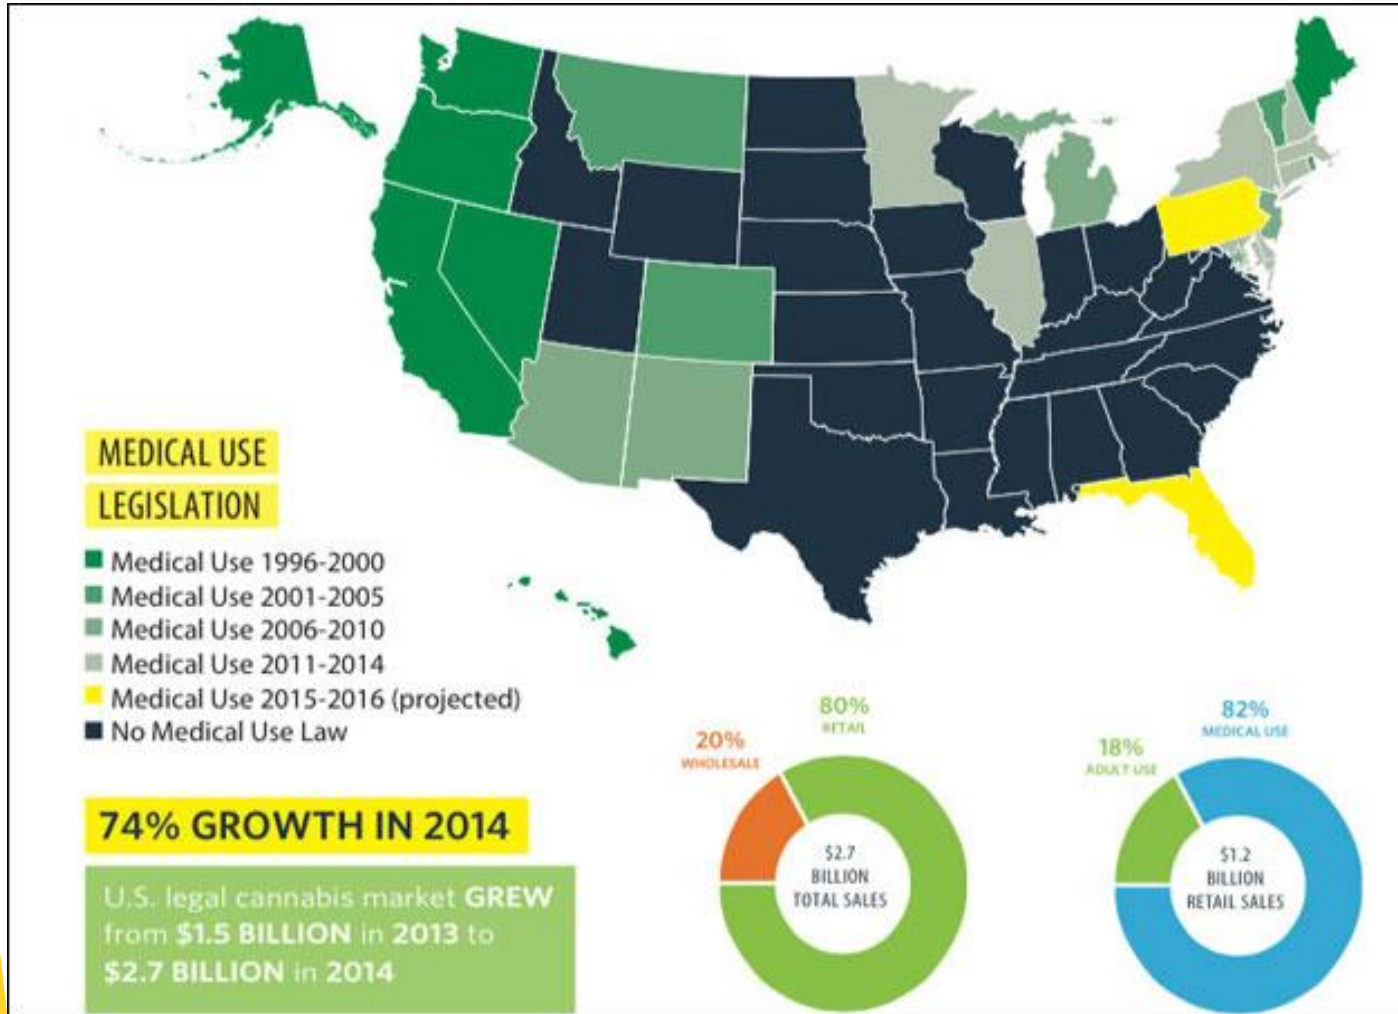 MEDICAL USE
LEGISLATION
Medical Use 1996-2000
Medical Use 2001-2005
Medical Use 2006-2010
Medical Use 2011-2014
Medical Use 2015-2016 (projected)
No Medical Use Law
74% GROWTH IN 2014
U.S. legal cannabis market GREW
from $1.5 BILLION in 2013 to
$2.7 BILLION in 2014
80%
RETAIL
20%
WHOLESALE
$2.7
BILLION
TOTAL SALES
82%
MEDICAL USE
18%
ADULT USE
$1.2
BILLION
RETAIL SALES